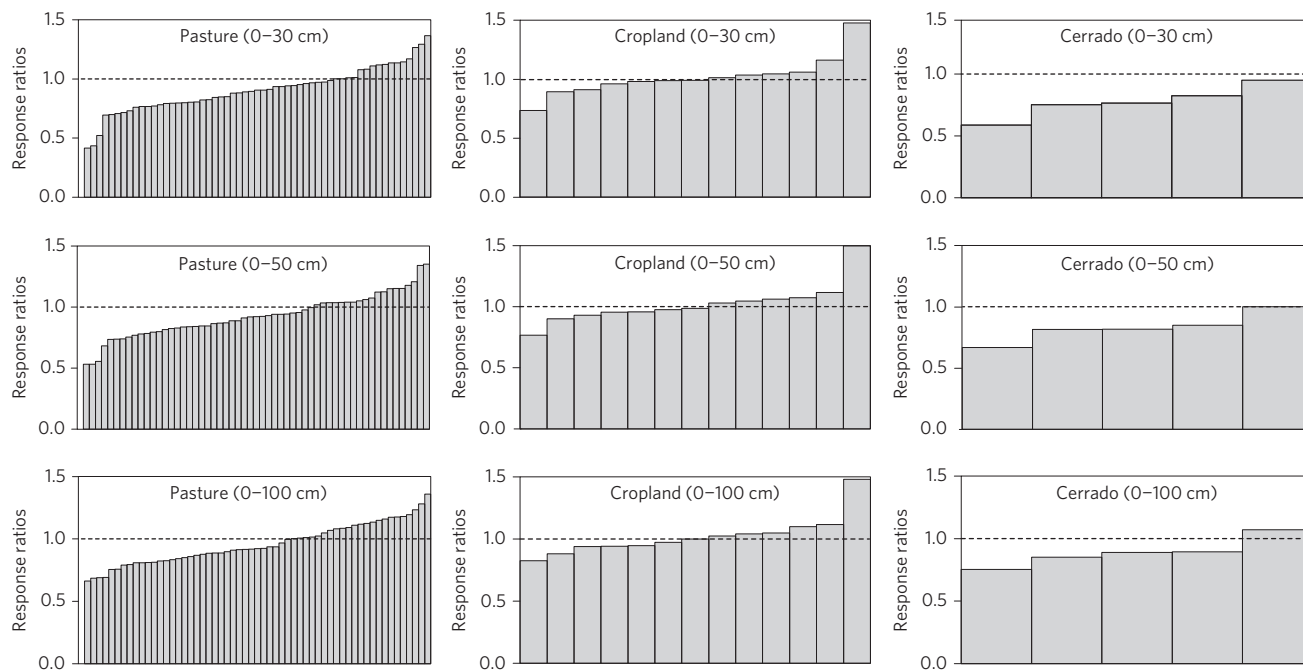 Pasture (0–30 cm)
Response ratios
1.5
1.0
0.5
0.0
Cropland (0–30 cm)
Response ratios
1.5
1.0
0.5
0.0
Cerrado (0–30 cm)
Response ratios
1.5
1.0
0.5
0.0
Pasture (0–50 cm)
Response ratios
1.5
1.0
0.5
0.0
Cropland (0–50 cm)
Response ratios
1.5
1.0
0.5
0.0
Cerrado (0–50 cm)
Response ratios
1.5
1.0
0.5
0.0
Pasture (0–100 cm)
Response ratios
1.5
1.0
0.5
0.0
Cropland (0–100 cm)
Response ratios
1.5
1.0
0.5
0.0
Cerrado (0–100 cm)
Response ratios
1.5
1.0
0.5
0.0